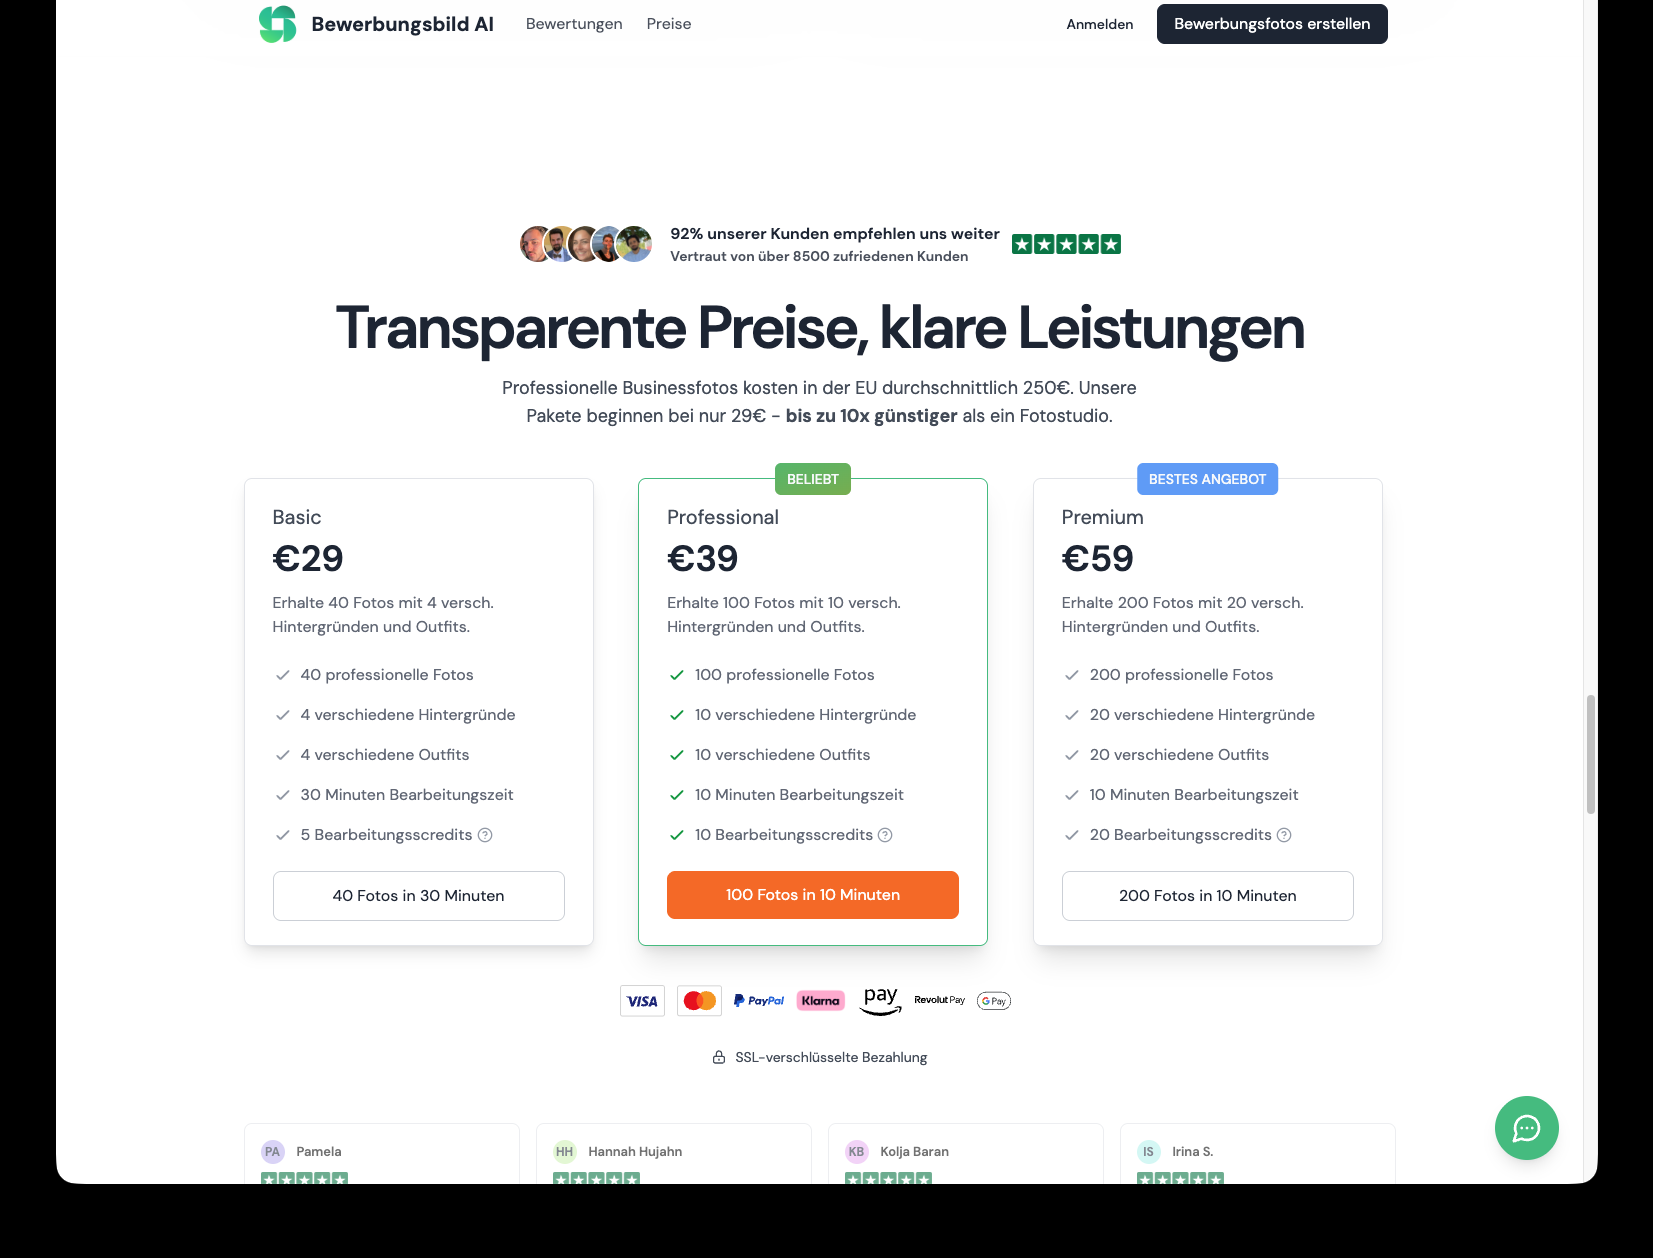 Bewerbungsbild AI
Bewertungen
Preise
Anmelden
Bewerbungsfotos erstellen
92% unserer Kunden empfehlen uns weiter
Vertraut von über 8500 zufriedenen Kunden
Transparente Preise, klare Leistungen
Professionelle Businessfotos kosten in der EU durchschnittlich 250€. Unsere
Pakete beginnen bei nur 29€ - bis zu 10x günstiger als ein Fotostudio.
Basic
€29
Erhalte 40 Fotos mit 4 versch.
Hintergründen und Outfits.
40 professionelle Fotos
4 verschiedene Hintergründe
4 verschiedene Outfits
30 Minuten Bearbeitungszeit
5 Bearbeitungsscredits
40 Fotos in 30 Minuten
BELIEBT
Professional
€39
Erhalte 100 Fotos mit 10 versch.
Hintergründen und Outfits.
100 professionelle Fotos
10 verschiedene Hintergründe
10 verschiedene Outfits
10 Minuten Bearbeitungszeit
10 Bearbeitungsscredits
100 Fotos in 10 Minuten
BESTES ANGEBOT
Premium
€59
Erhalte 200 Fotos mit 20 versch.
Hintergründen und Outfits.
200 professionelle Fotos
20 verschiedene Hintergründe
20 verschiedene Outfits
10 Minuten Bearbeitungszeit
20 Bearbeitungsscredits
200 Fotos in 10 Minuten
VISA
PayPal
Klarna
pay
Revolut Pay
G Pay
SSL-verschlüsselte Bezahlung
PA Pamela
HH Hannah Hujahn
KB Kolja Baran
IS Irina S.